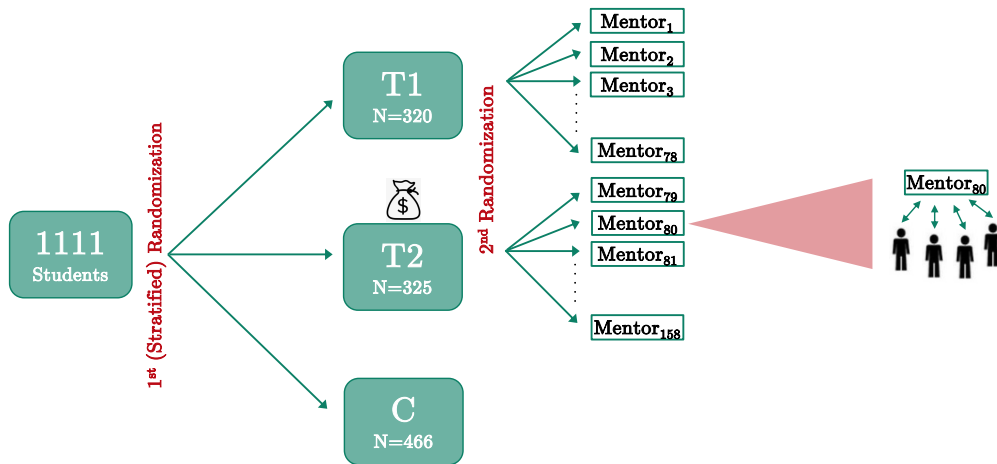 1111
Students
1st (Stratified) Randomization
T1
N=320
$
T2
N=325
C
N=466
2nd Randomization
Mentor1
Mentor2
Mentor3
Mentor78
Mentor79
Mentor80
Mentor81
Mentor158
Mentor80